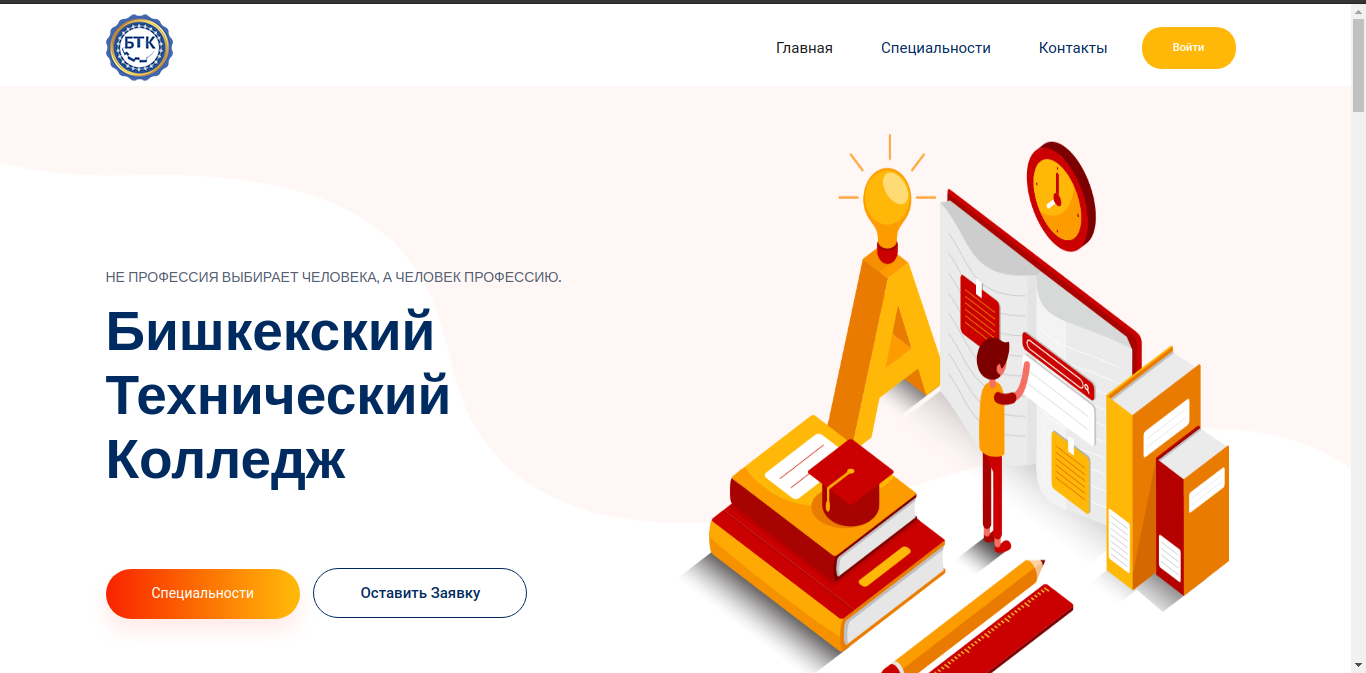 БТК
Главная
Специальности
Контакты
Войти
НЕ ПРОФЕССИЯ ВЫБИРАЕТ ЧЕЛОВЕКА, А ЧЕЛОВЕК ПРОФЕССИЮ.
Бишкекский
Технический
Колледж
Специальности
Оставить Заявку